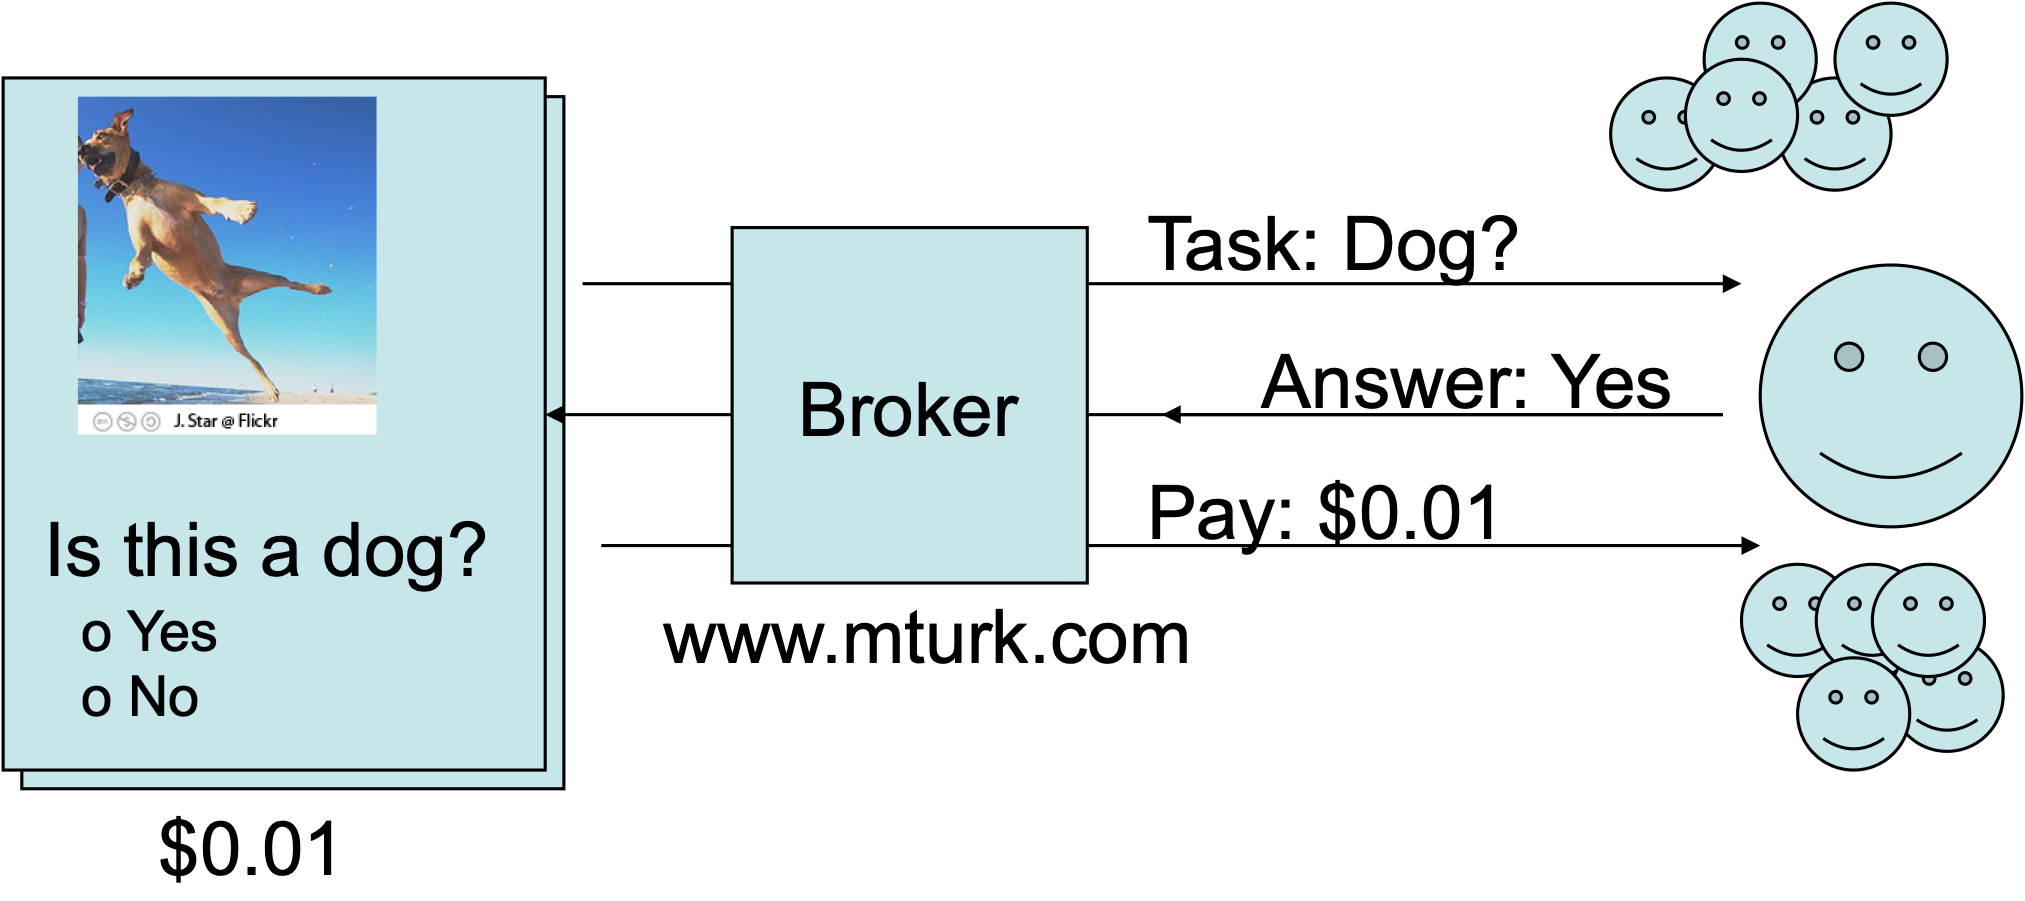 J. Star @ Flickr
Is this a dog?
o Yes
o No
$0.01
Broker
www.mturk.com
Task: Dog?
Answer: Yes
Pay: $0.01